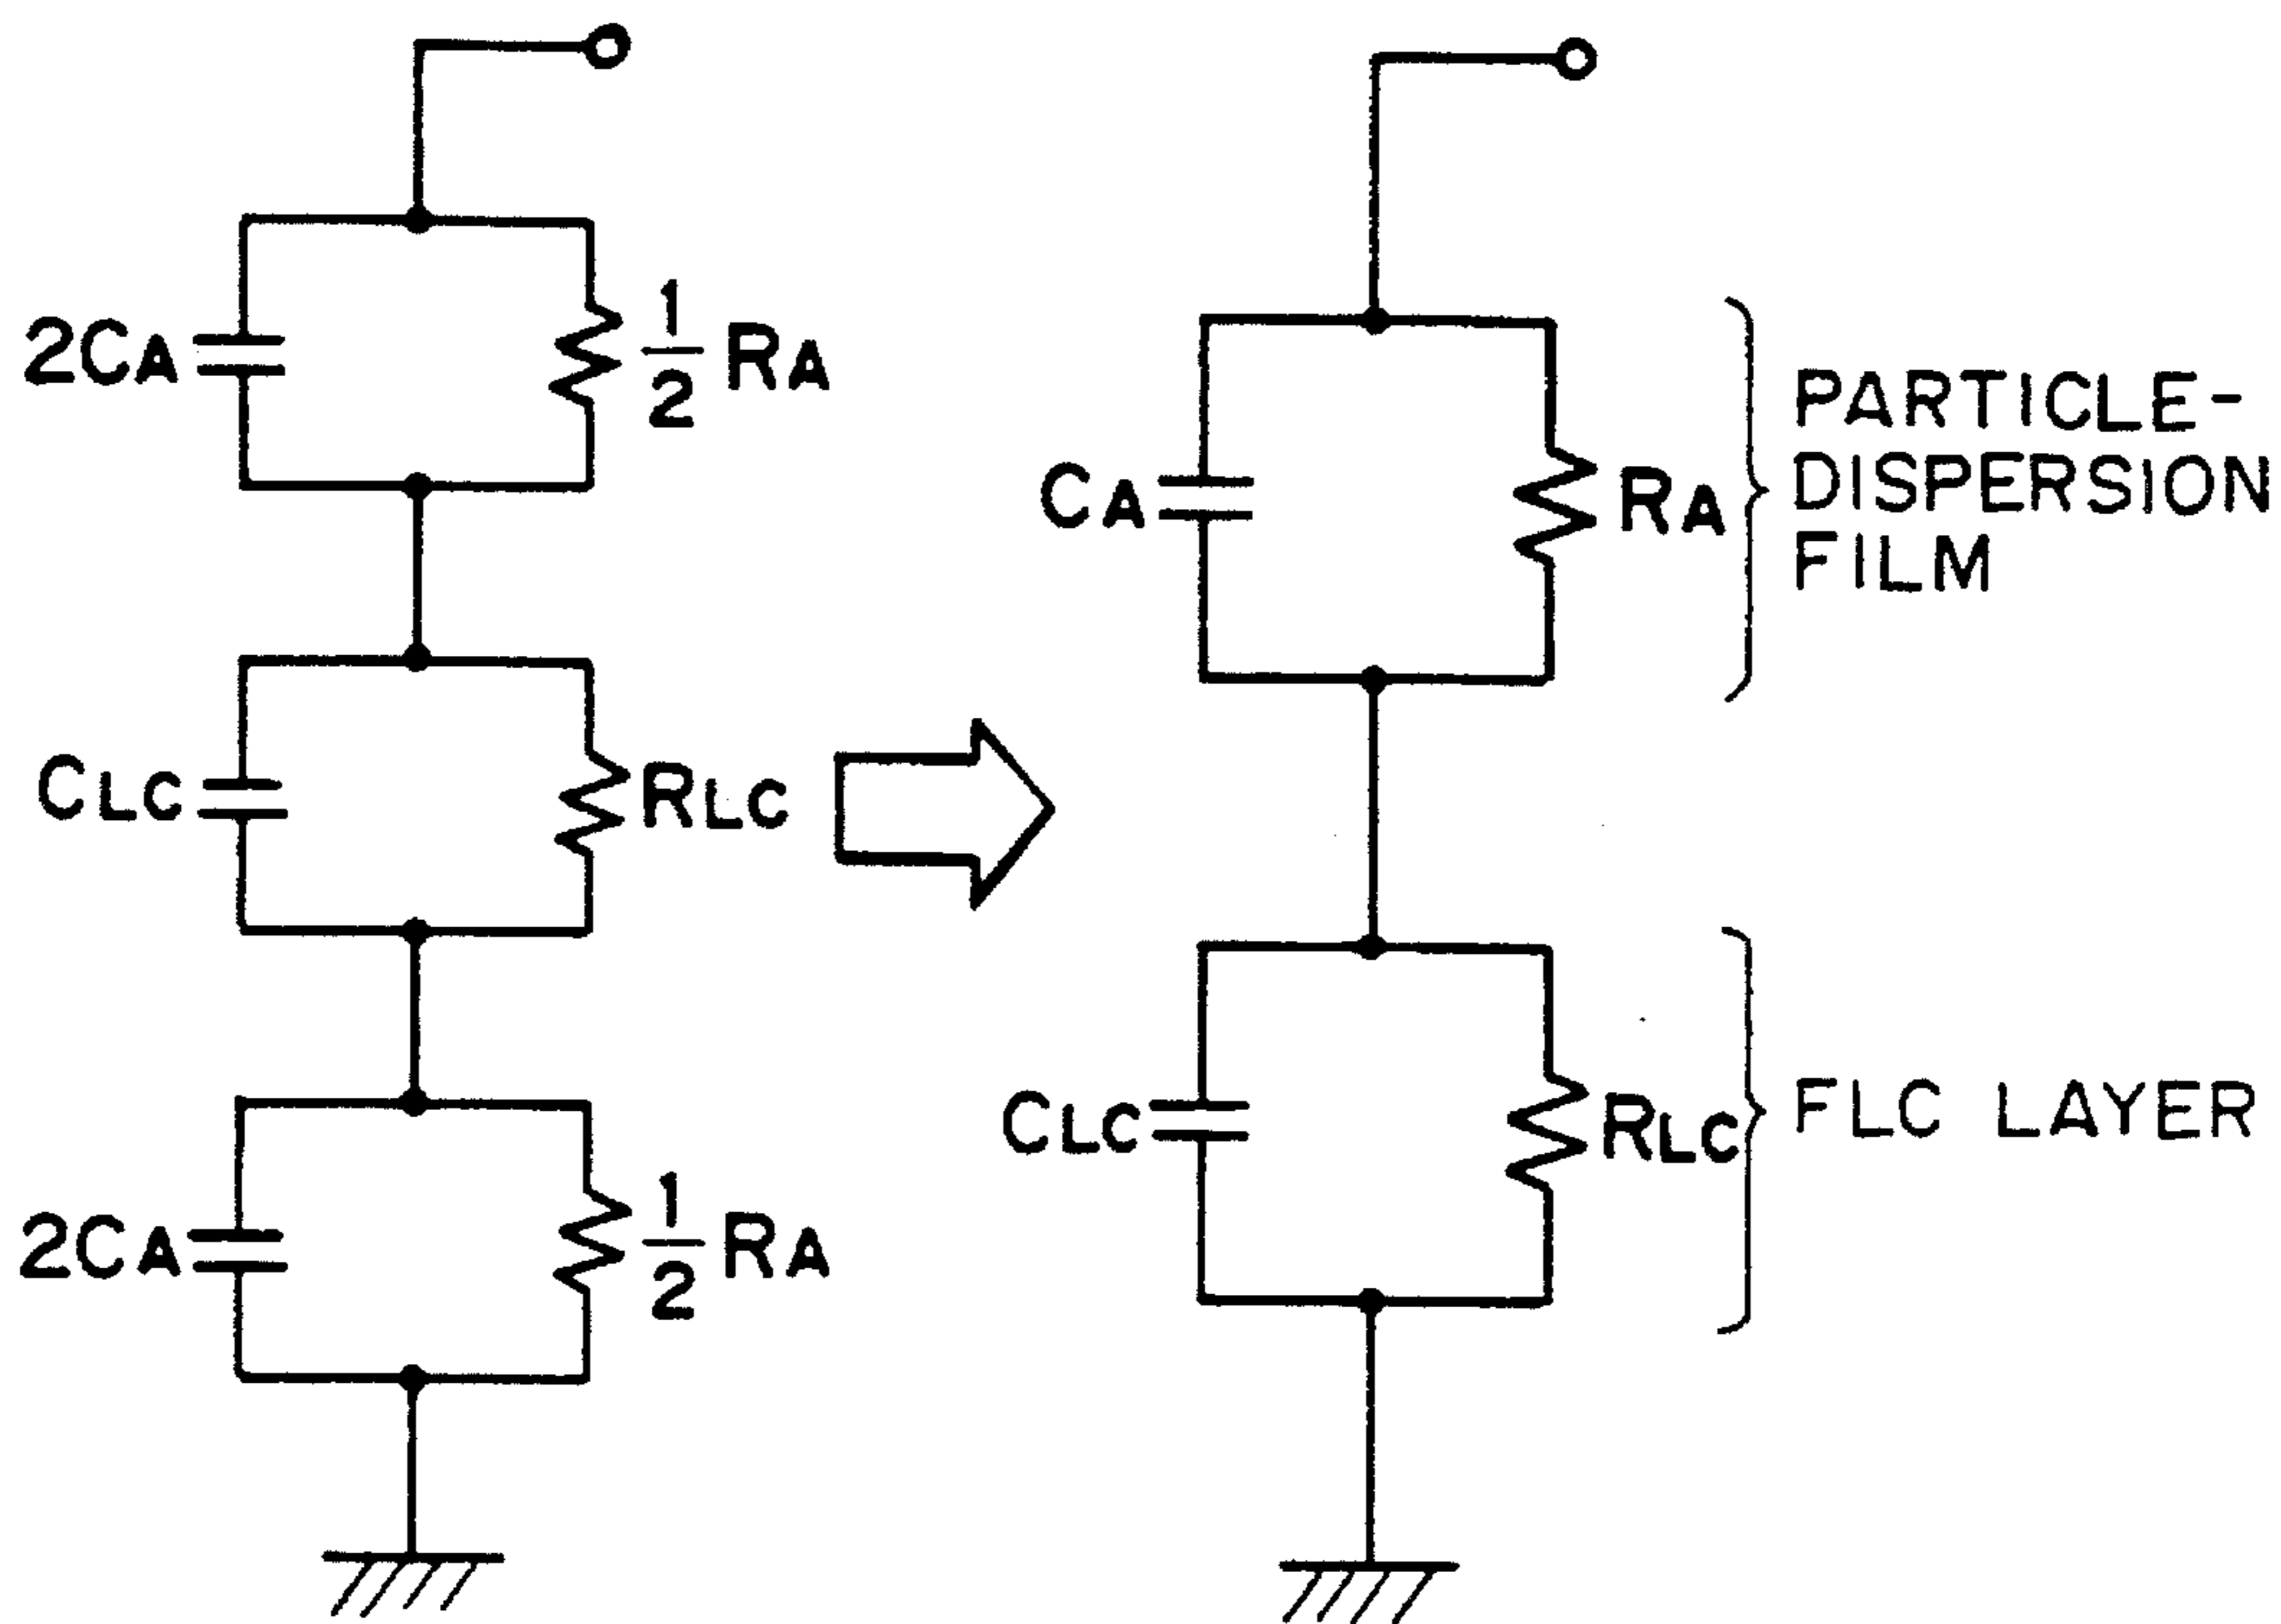 2CA
1/2 RA
CLC
RLC
2CA
1/2 RA
CA
RA
PARTICLE-
DISPERSION
FILM
CLC
RLC
FLC LAYER